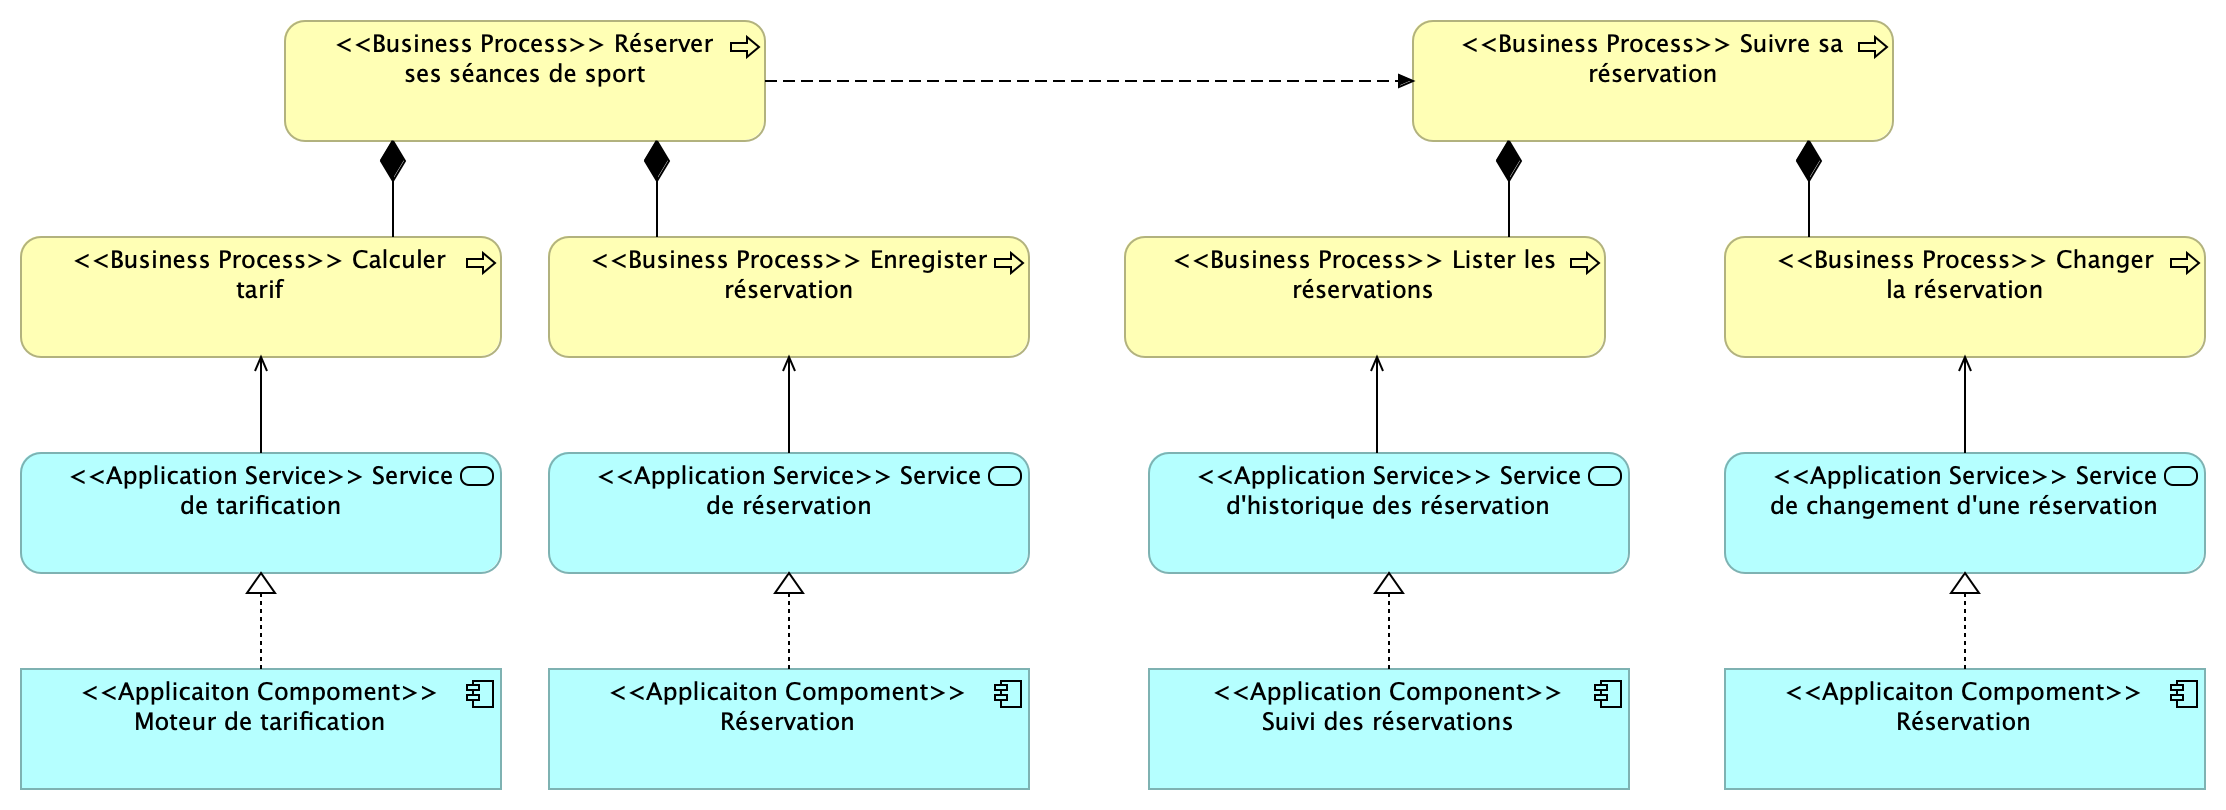 <<Business Process>> Réserver
ses séances de sport
<<Business Process>> Suivre sa
réservation
<<Business Process>> Calculer
tarif
<<Business Process>> Enregister
réservation
<<Business Process>> Lister les
réservations
<<Business Process>> Changer
la réservation
<<Application Service>> Service
de tarification
<<Application Service>> Service
de réservation
<<Application Service>> Service
d'historique des réservation
<<Application Service>> Service
de changement d'une réservation
<<Applicaiton Compoment>>
Moteur de tarification
<<Applicaiton Compoment>>
Réservation
<<Application Component>>
Suivi des réservations
<<Applicaiton Compoment>>
Réservation